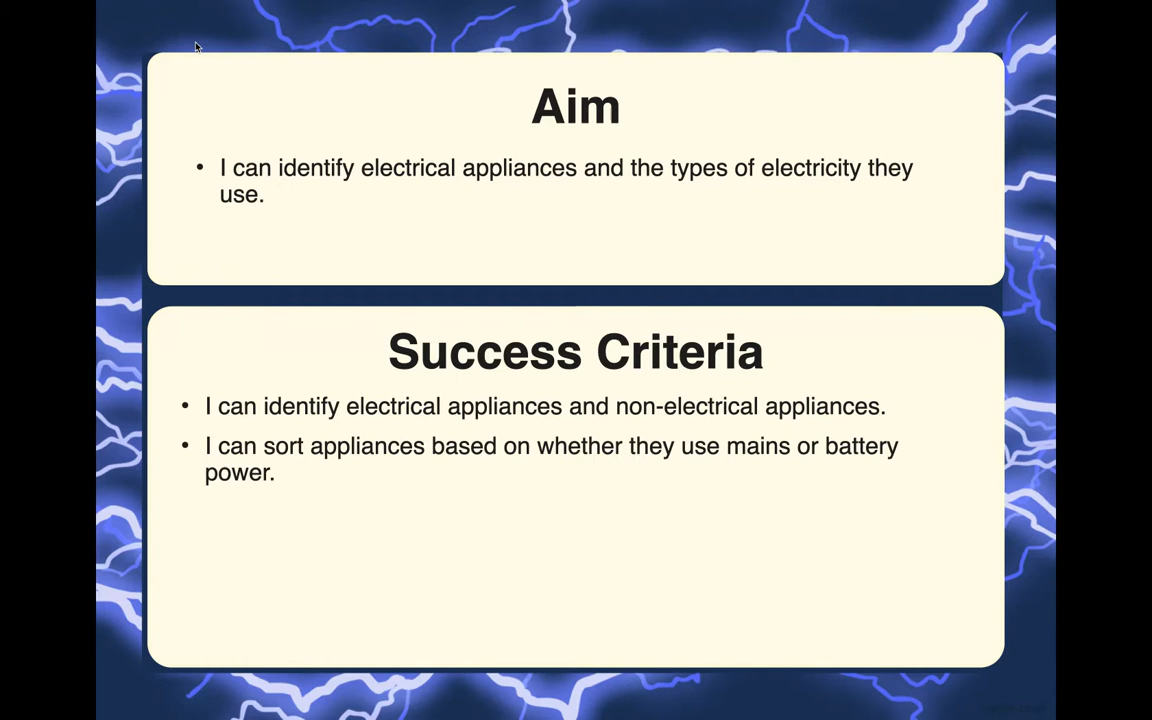 Aim
• I can identify electrical appliances and the types of electricity they
use.
Success Criteria
• I can identify electrical appliances and non-electrical appliances.
• I can sort appliances based on whether they use mains or battery
power.